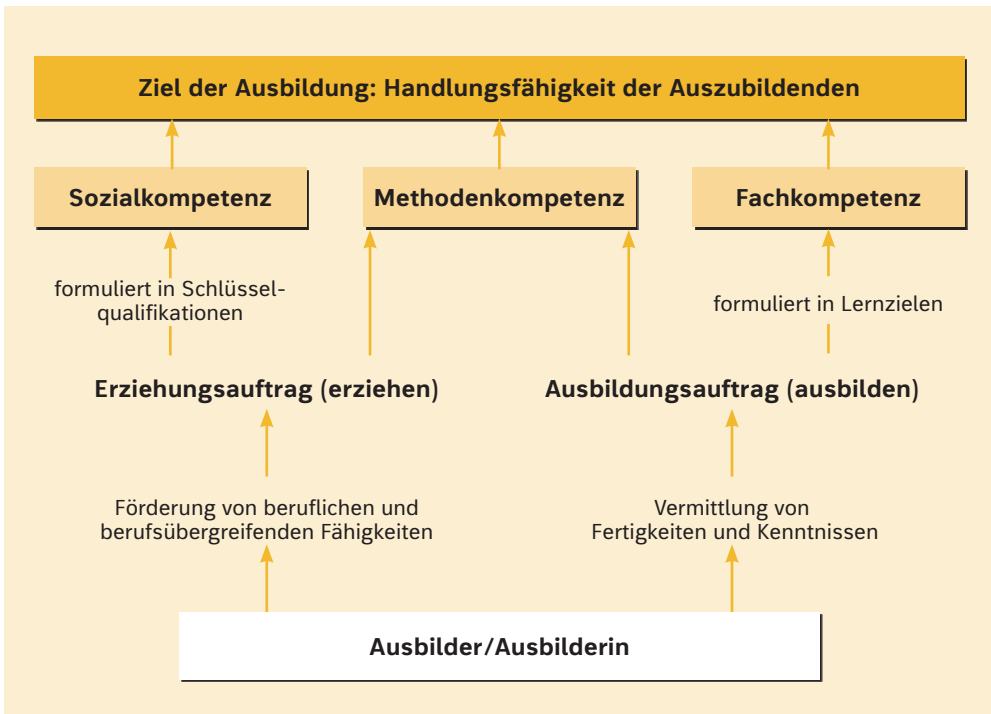 Ziel der Ausbildung: Handlungsfähigkeit der Auszubildenden
Sozialkompetenz
Methodenkompetenz
Fachkompetenz
formuliert in Schlüssel-
qualifikationen
formuliert in Lernzielen
Erziehungsauftrag (erziehen)
Ausbildungsauftrag (ausbilden)
Förderung von beruflichen und
berufsübergreifenden Fähigkeiten
Vermittlung von
Fertigkeiten und Kenntnissen
Ausbilder/Ausbilderin